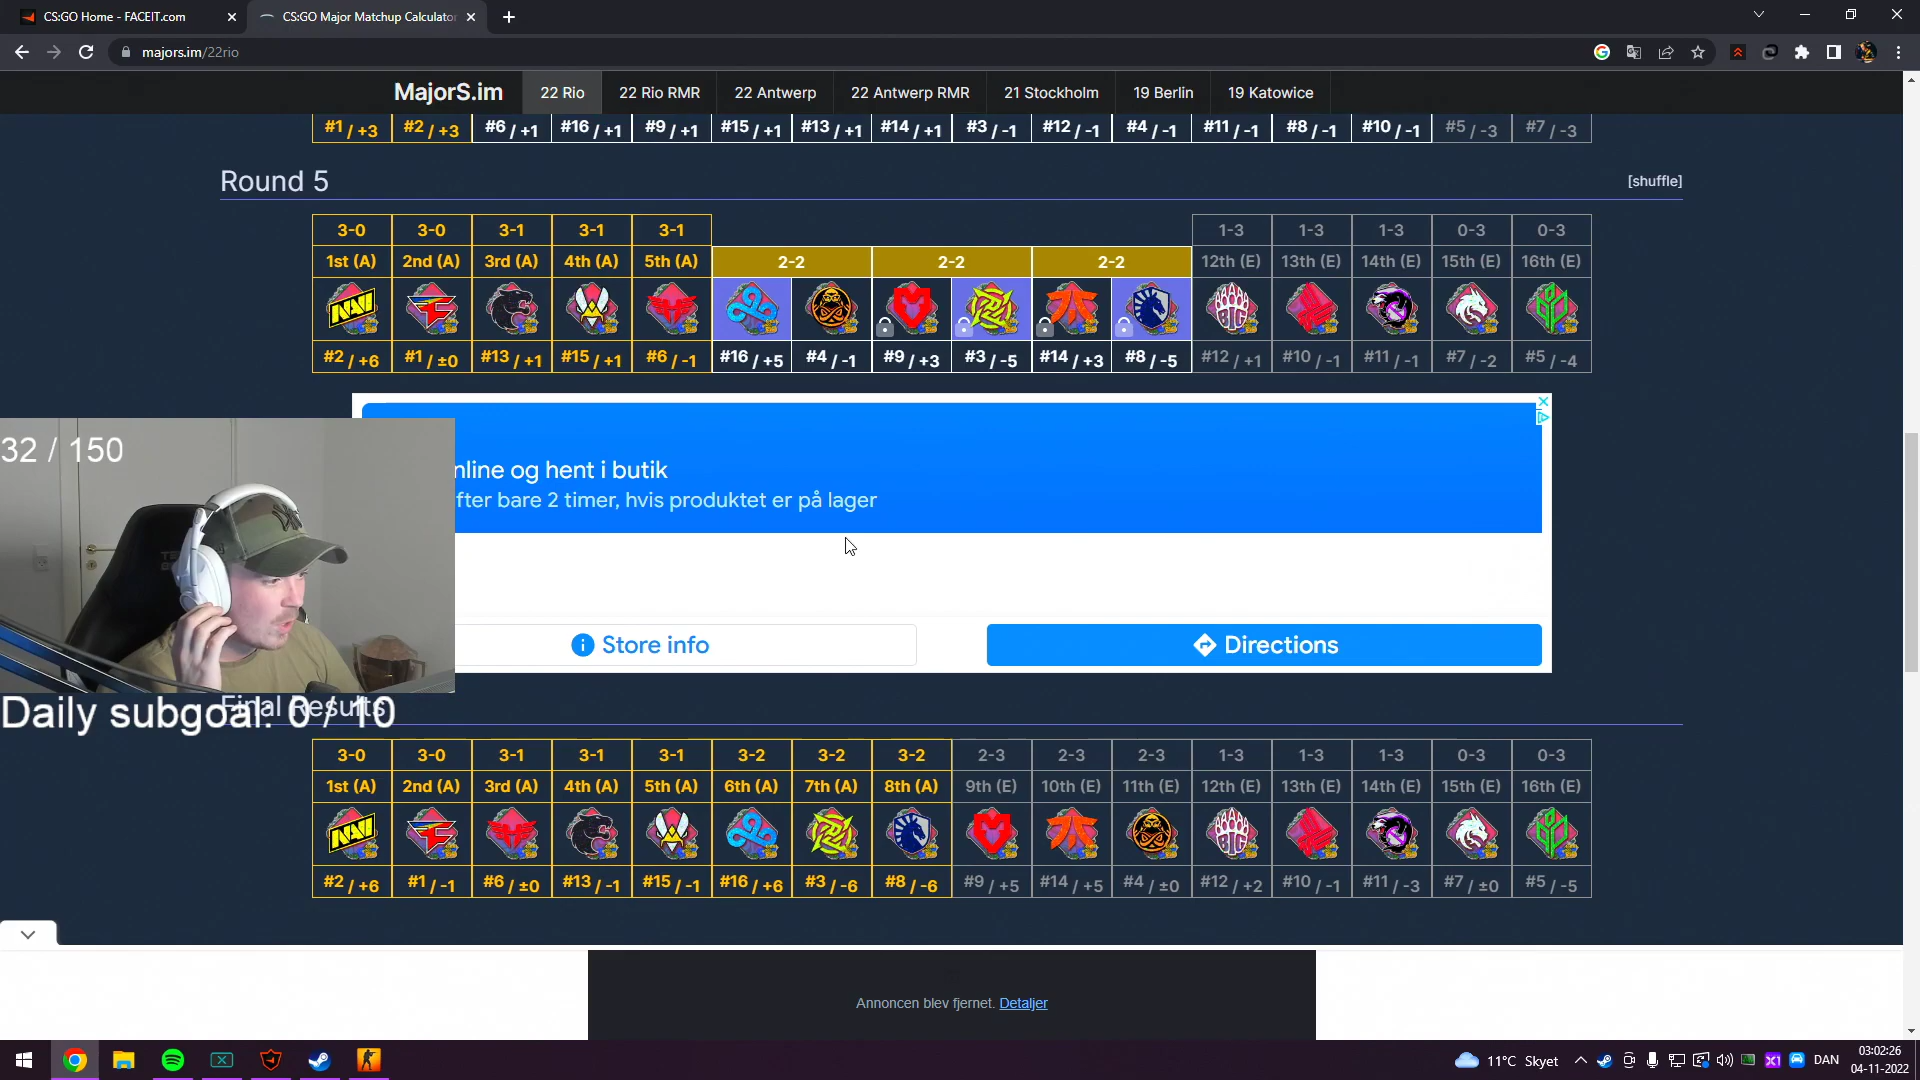 CS:GO Home - FACEIT.com
CS:GO Major Matchup Calculator
majors.im/22rio
MajorS.im 22 Rio 22 Rio RMR 22 Antwerp 22 Antwerp RMR 21 Stockholm 19 Berlin 19 Katowice
#1 / +3 #2 / +3 #6 / +1 #16 / +1 #9 / +1 #15 / +1 #13 / +1 #14 / +1 #3 / -1 #12 / -1 #4 / -1 #11 / -1 #8 / -1 #10 / -1 #5 / -3 #7 / -3
Round 5 [shuffle]
3-0 3-0 3-1 3-1 3-1 1-3 1-3 1-3 0-3 0-3
1st (A) 2nd (A) 3rd (A) 4th (A) 5th (A) 2-2 2-2 2-2 12th (E) 13th (E) 14th (E) 15th (E) 16th (E)
#2 / +6 #1 / ±0 #13 / +1 #15 / +1 #6 / -1 #16 / +5 #4 / -1 #9 / +3 #3 / -5 #14 / +3 #8 / -5 #12 / +1 #10 / -1 #11 / -1 #7 / -2 #5 / -4
32 / 150
nline og hent i butik
fter bare 2 timer, hvis produktet er på lager
Store info Directions
Final Results
Daily subgoal: 0 / 10
3-0 3-0 3-1 3-1 3-1 3-2 3-2 3-2 2-3 2-3 2-3 1-3 1-3 1-3 0-3 0-3
1st (A) 2nd (A) 3rd (A) 4th (A) 5th (A) 6th (A) 7th (A) 8th (A) 9th (E) 10th (E) 11th (E) 12th (E) 13th (E) 14th (E) 15th (E) 16th (E)
BIG
#2 / +6 #1 / -1 #6 / ±0 #13 / -1 #15 / -1 #16 / +6 #3 / -6 #8 / -6 #9 / +5 #14 / +5 #4 / ±0 #12 / +2 #10 / -1 #11 / -3 #7 / ±0 #5 / -5
Annoncen blev fjernet. Detaljer
11°C Skyet DAN 03:02:26
04-11-2022